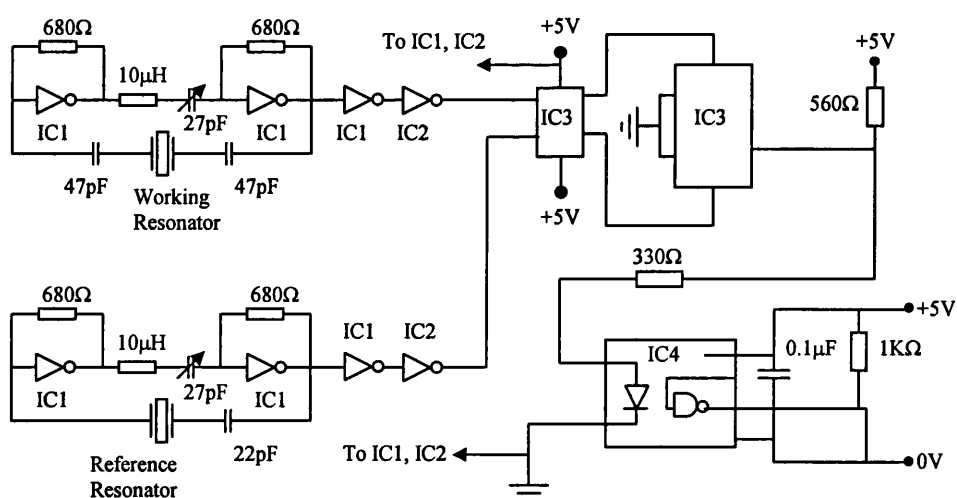 680Ω
680Ω
10μH
27pF
IC1
IC1
IC1
IC2
47pF
47pF
Working
Resonator
To IC1, IC2
+5V
IC3
+5V
IC3
+5V
560Ω
330Ω
680Ω
680Ω
10μH
27pF
IC1
IC1
IC1
IC2
22pF
Reference
Resonator
To IC1, IC2
IC4
0.1μF
1KΩ
+5V
0V